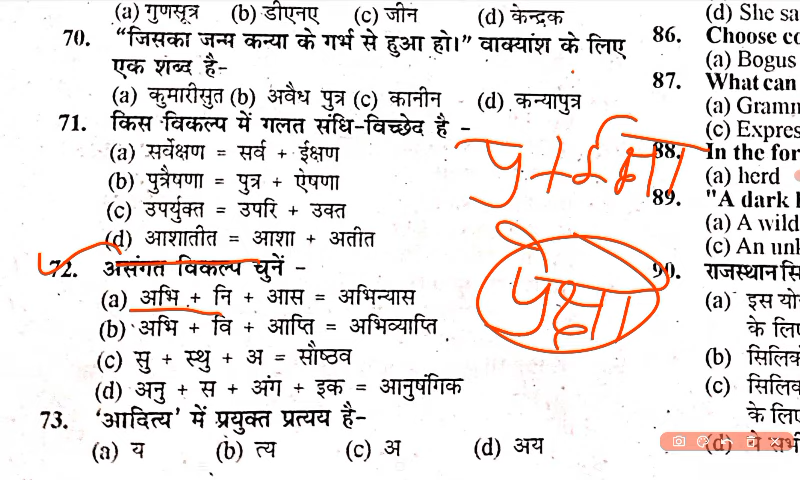 (a) गुणसूत्र (b) डीएनए (c) जीन (d) केन्द्रक
70. “जिसका जन्म कन्या के गर्भ से हुआ हो।” वाक्यांश के लिए
एक शब्द है-
(a) कुमारीसुत (b) अवैध पुत्र (c) कानीन (d) कन्यापुत्र
71. किस विकल्प में गलत संधि-विच्छेद है -
(a) सर्वेक्षण = सर्व + ईक्षण
(b) पुत्रैषणा = पुत्र + ऐषणा
(c) उपर्युक्त = उपरि + उक्त
(d) आशातीत = आशा + अतीत
72. असंगत विकल्प चुनें -
(a) अभि + नि + आस = अभिन्यास
(b) अभि + वि + आप्ति = अभिव्याप्ति
(c) सु + स्थु + अ = सौष्ठव
(d) अनु + स + अंग + इक = आनुषंगिक
73. ‘आदित्य’ में प्रयुक्त प्रत्यय है-
(a) य (b) त्य (c) अ (d) अय
प्र + ईक्षा
प्रेक्षा
(d) She sa
86. Choose co
(a) Bogus
87. What can
(a) Gramm
(c) Expres
88. In the for
(a) herd
89. "A dark h
(a) A wild
(c) An unk
90. राजस्थान सि
(a) इस यो
के लिए
(b) सिलिक
(c) सिलिक
के लिए
(d) ये सभी